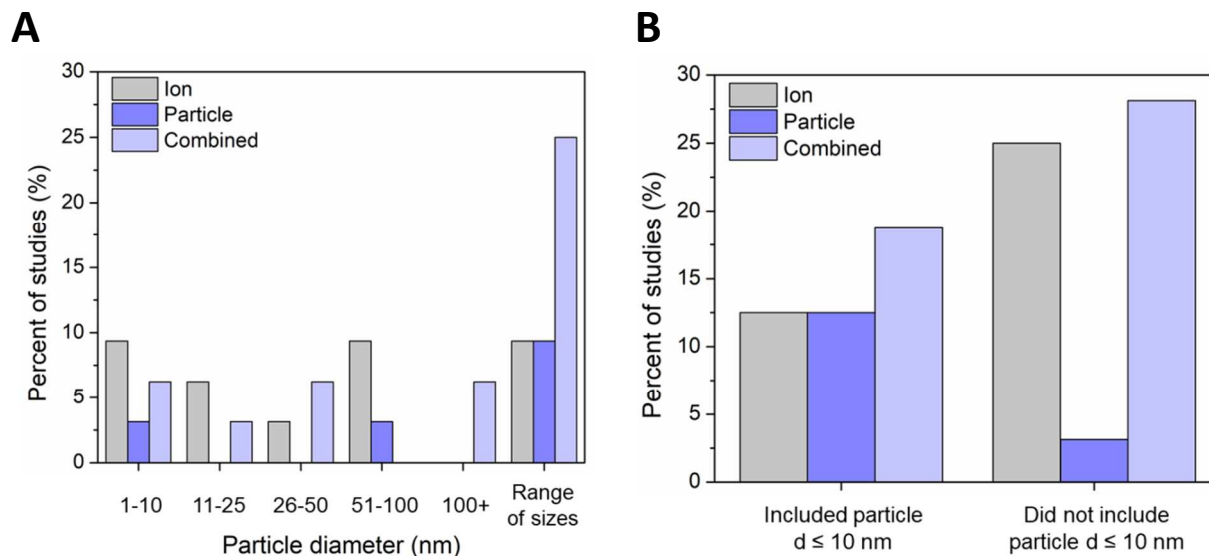 A
30
25
20
15
10
5
0
Percent of studies (%)
Ion
Particle
Combined
1-10 11-25 26-50 51-100 100+ Range of sizes
Particle diameter (nm)
B
30
25
20
15
10
5
0
Percent of studies (%)
Ion
Particle
Combined
Included particle
d ≤ 10 nm
Did not include
particle d ≤ 10 nm